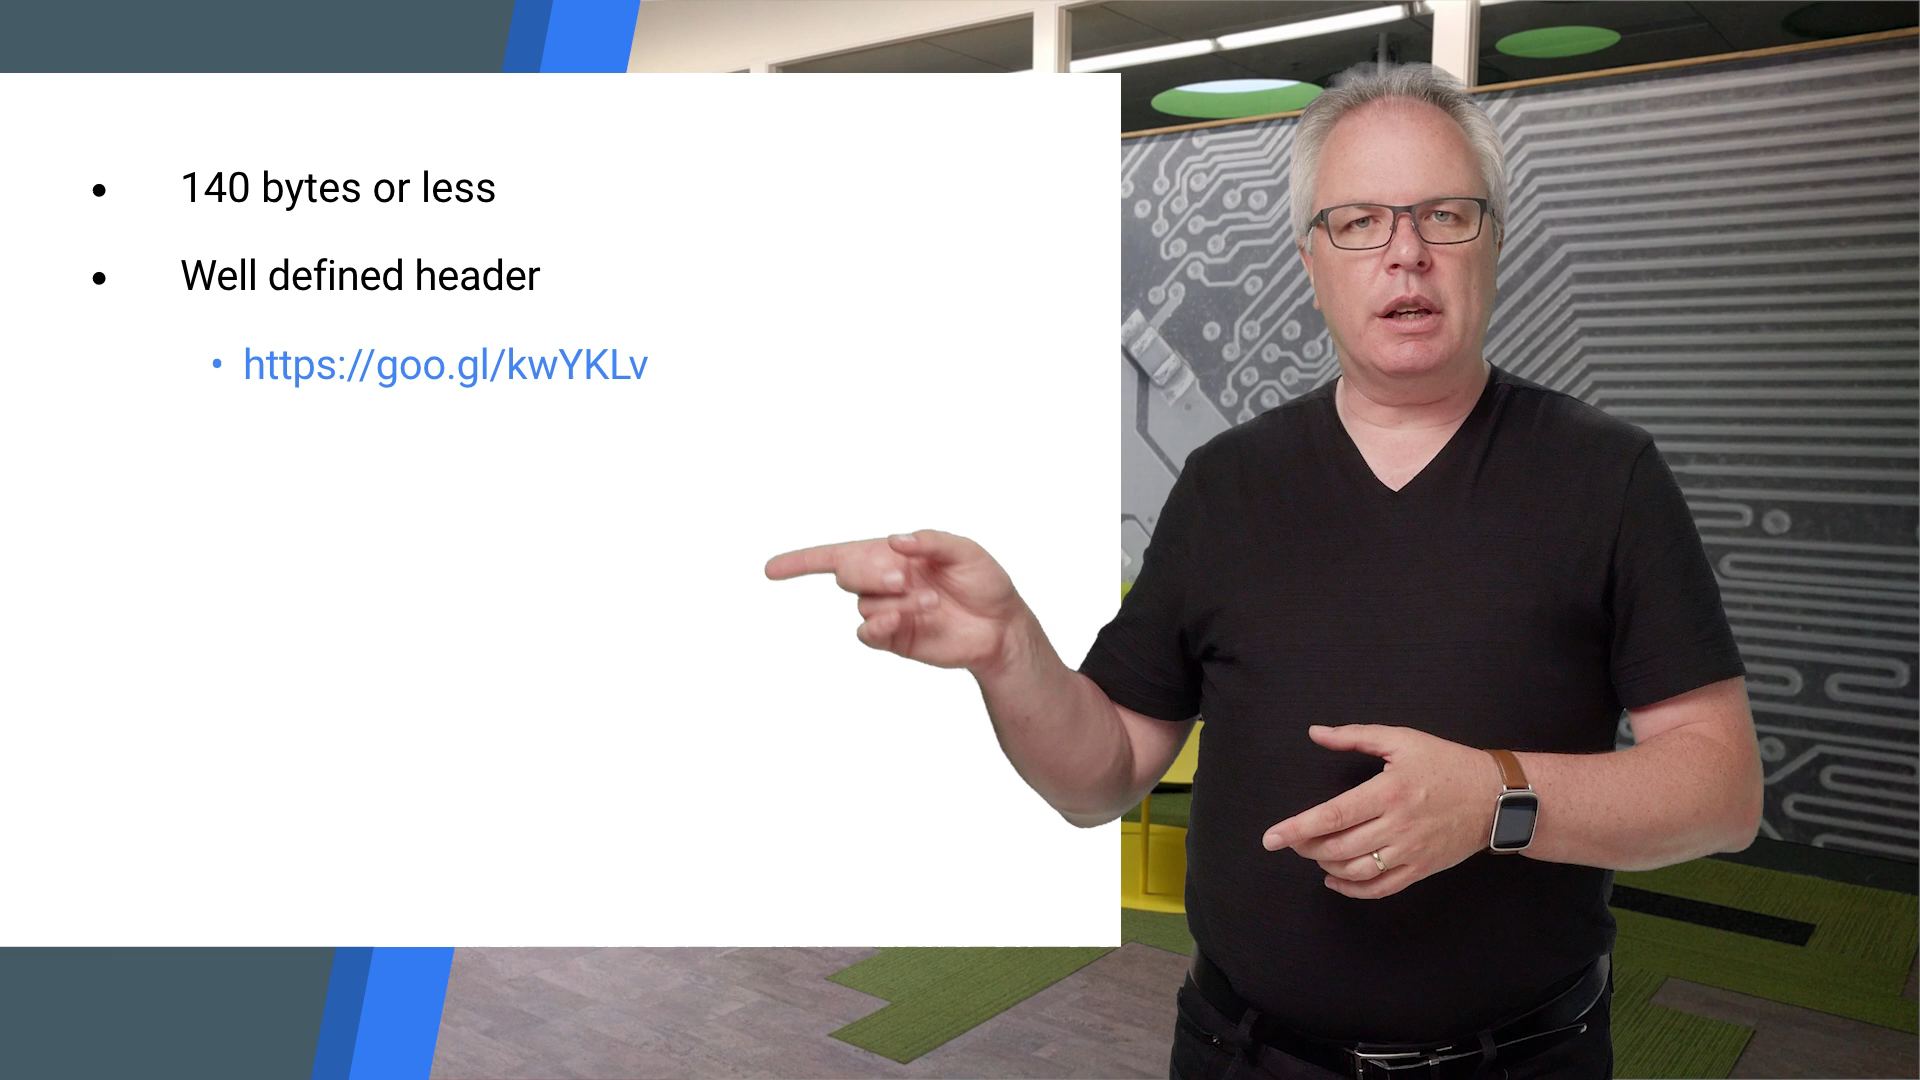 • 140 bytes or less
• Well defined header
• https://goo.gl/kwYKLv